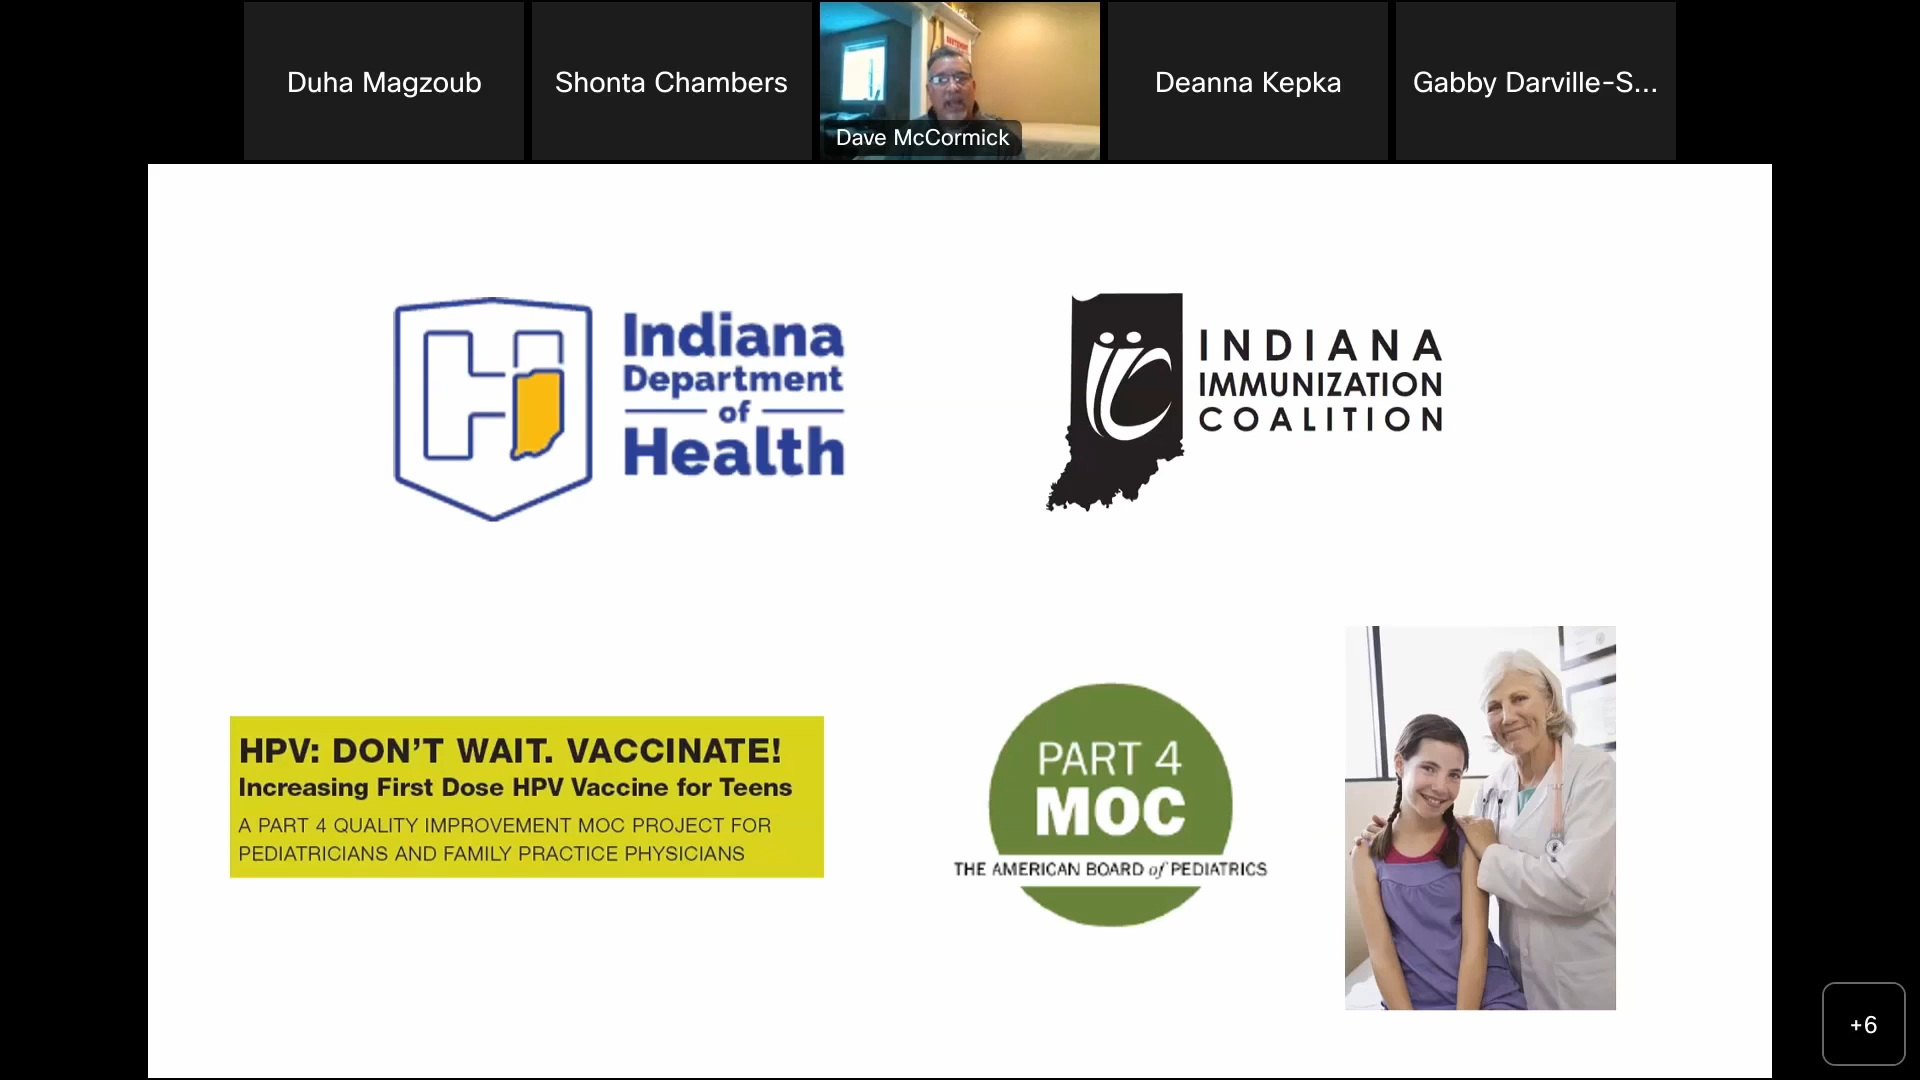 Duha Magzoub
Shonta Chambers
Dave McCormick
Deanna Kepka
Gabby Darville-S...
Indiana
Department
of
Health
INDIANA
IMMUNIZATION
COALITION
HPV: DON'T WAIT. VACCINATE!
Increasing First Dose HPV Vaccine for Teens
A PART 4 QUALITY IMPROVEMENT MOC PROJECT FOR
PEDIATRICIANS AND FAMILY PRACTICE PHYSICIANS
PART 4
MOC
THE AMERICAN BOARD of PEDIATRICS
+6